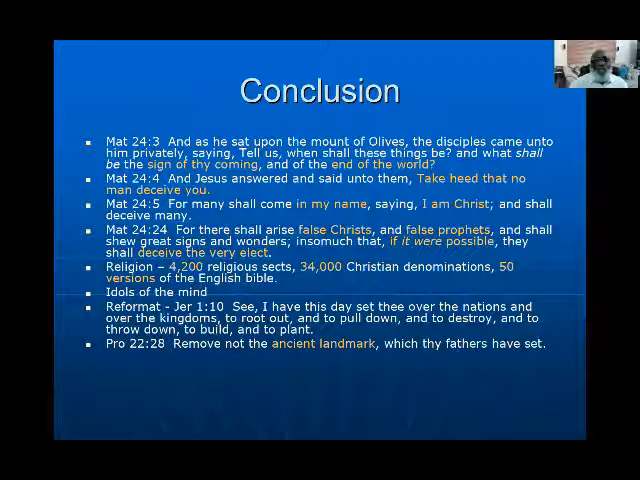 Conclusion
Mat 24:3 And as he sat upon the mount of Olives, the disciples came unto
him privately, saying, Tell us, when shall these things be? and what shall
be the sign of thy coming, and of the end of the world?
Mat 24:4 And Jesus answered and said unto them, Take heed that no
man deceive you.
Mat 24:5 For many shall come in my name, saying, I am Christ; and shall
deceive many.
Mat 24:24 For there shall arise false Christs, and false prophets, and shall
shew great signs and wonders; insomuch that, if it were possible, they
shall deceive the very elect.
Religion – 4,200 religious sects, 34,000 Christian denominations, 50
versions of the English bible.
Idols of the mind
Reformat - Jer 1:10 See, I have this day set thee over the nations and
over the kingdoms, to root out, and to pull down, and to destroy, and to
throw down, to build, and to plant.
Pro 22:28 Remove not the ancient landmark, which thy fathers have set.